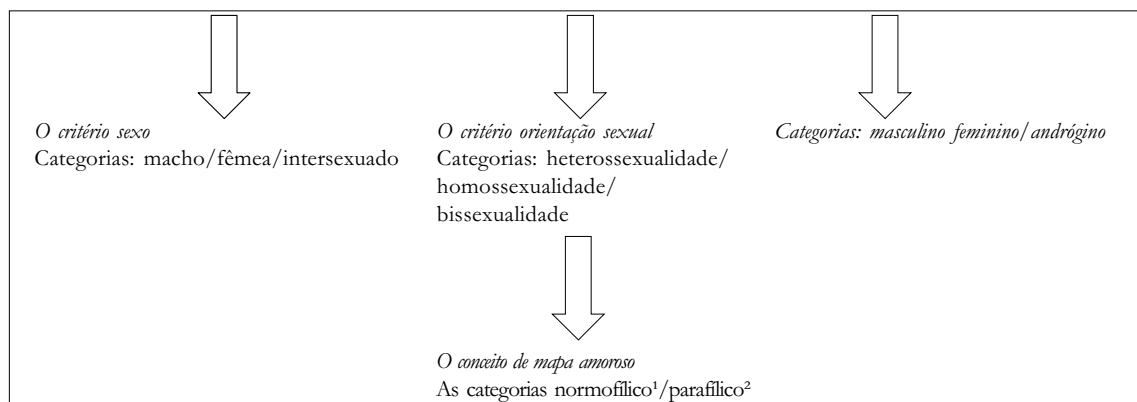 O critério sexo
Categorias: macho/fêmea/intersexuado
O critério orientação sexual
Categorias: heterossexualidade/
homossexualidade/
bissexualidade
Categorias: masculino feminino/andrógino
O conceito de mapa amoroso
As categorias normofílico¹/parafílico²